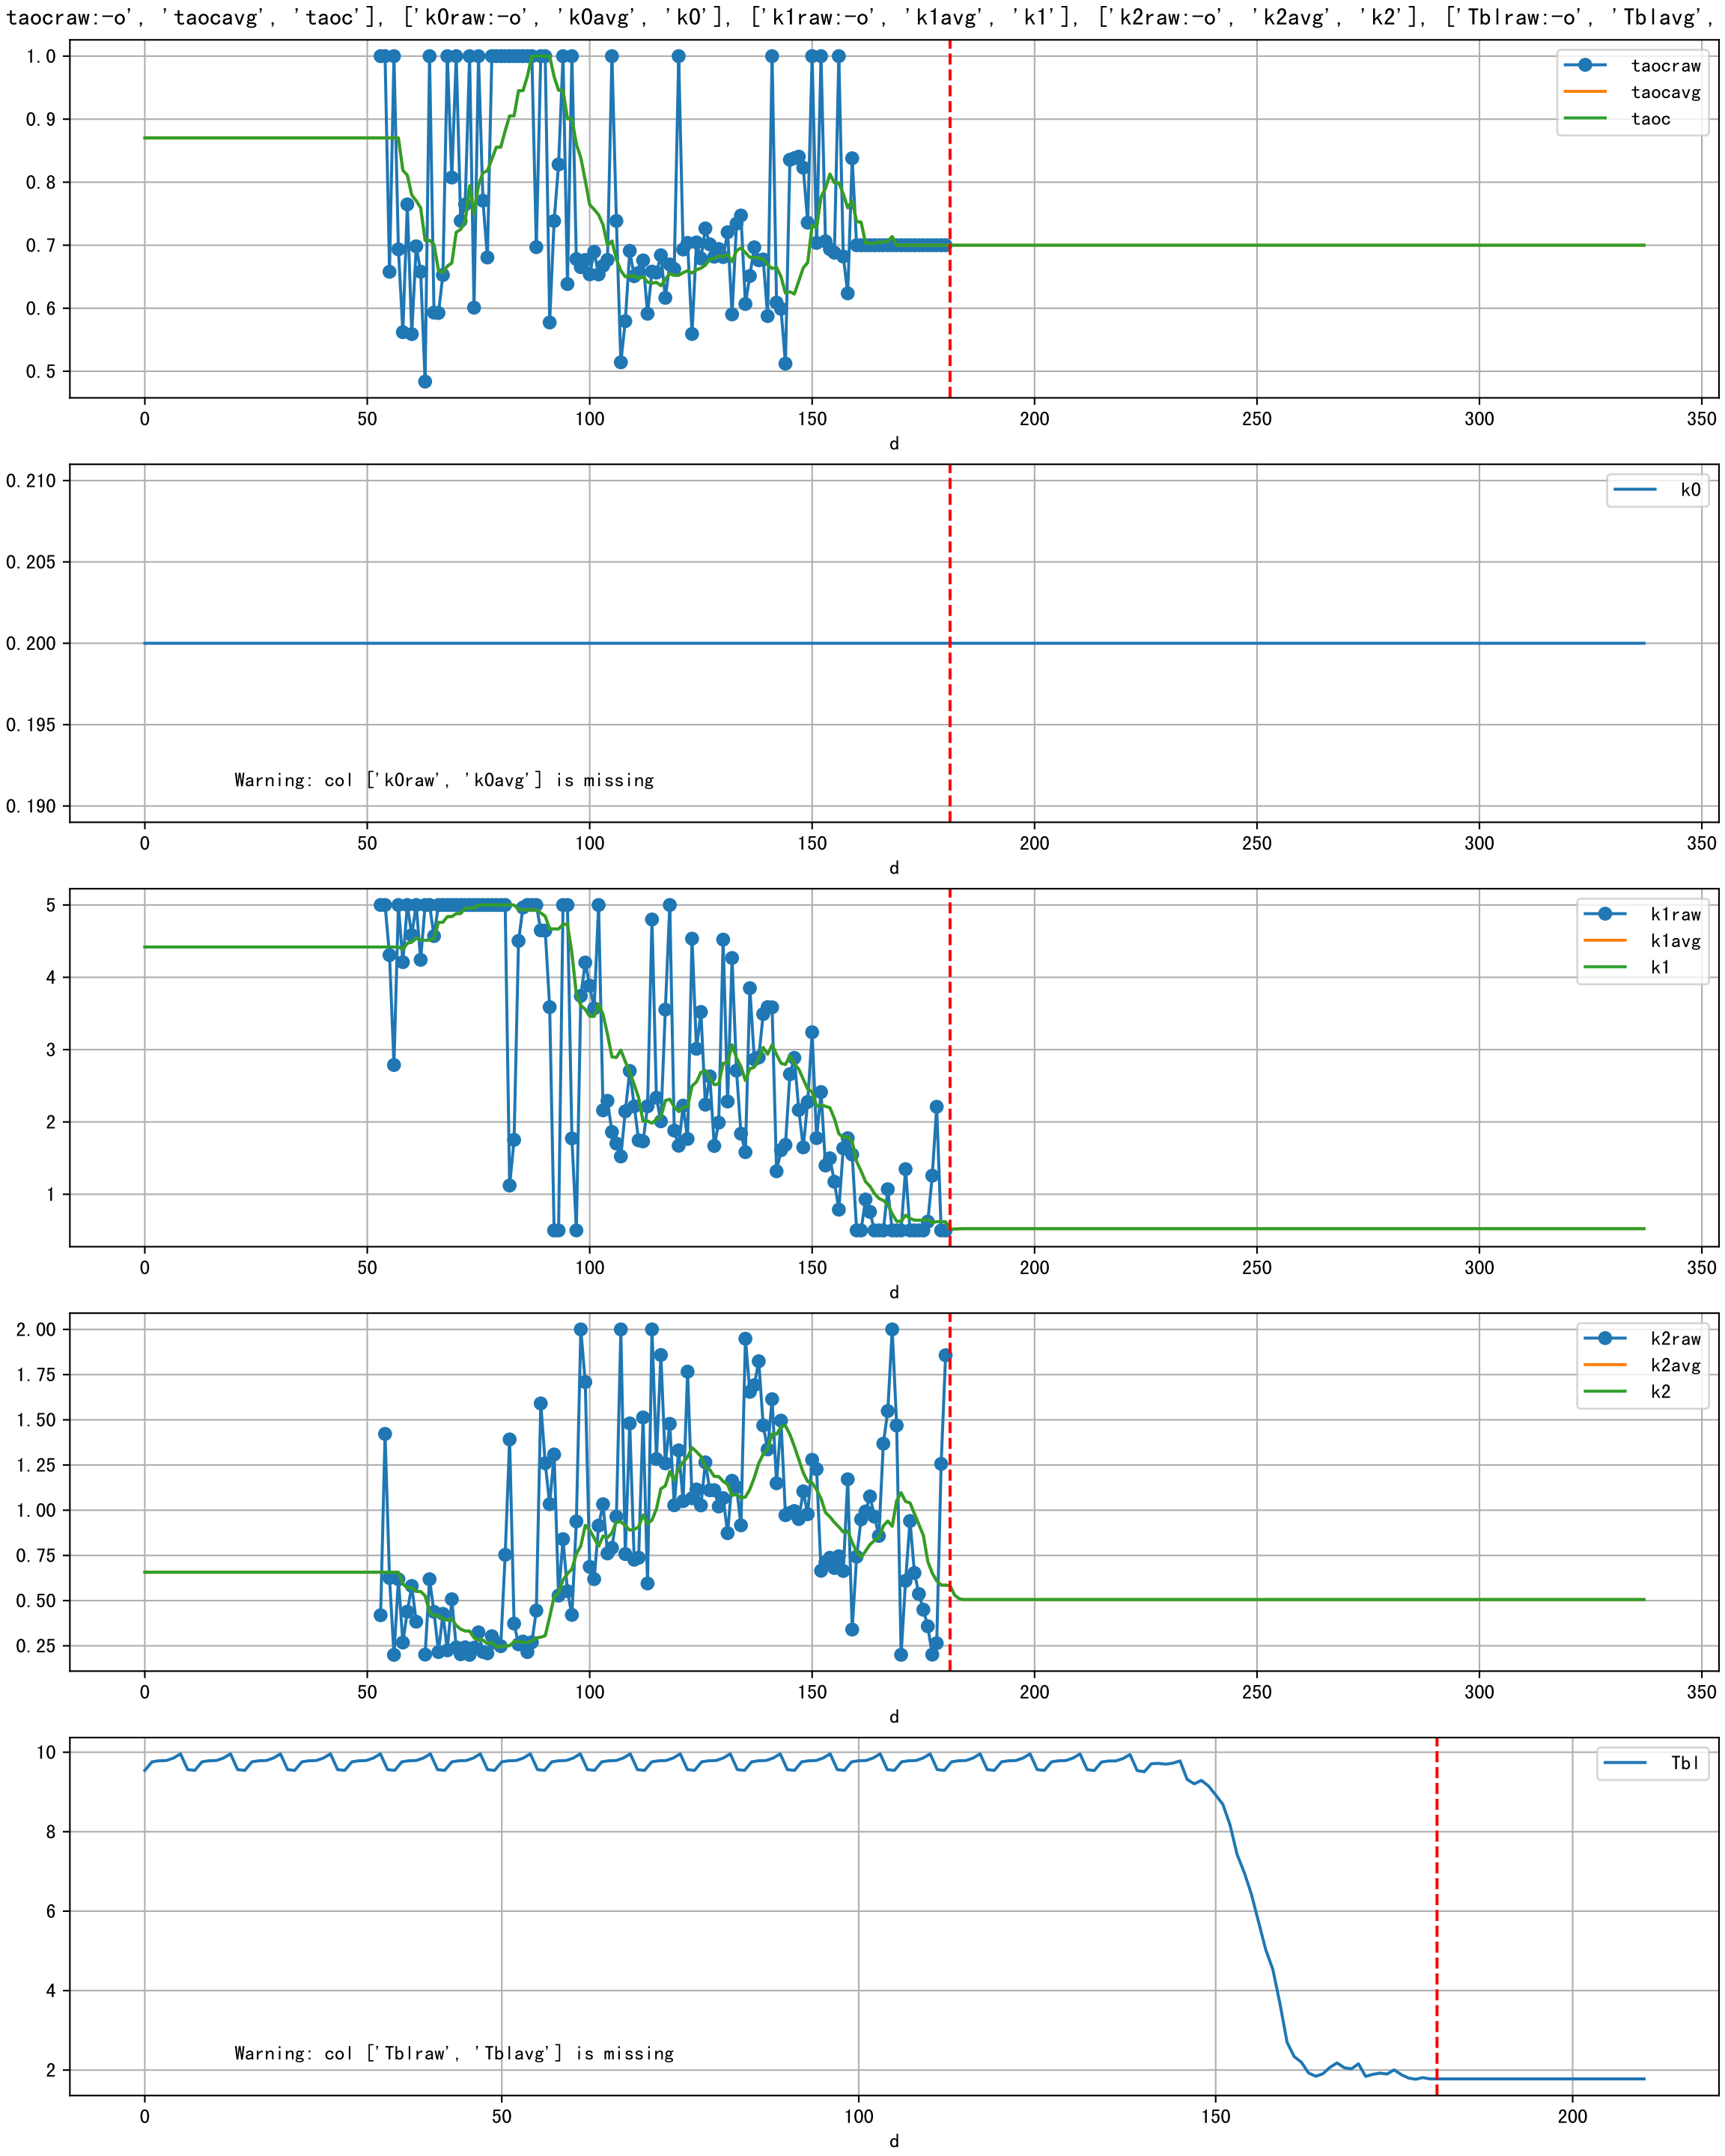 taocraw:-o', 'taocavg', 'taoc'], ['k0raw:-o', 'k0avg', 'k0'], ['k1raw:-o', 'k1avg', 'k1'], ['k2raw:-o', 'k2avg', 'k2'], ['Tblraw:-o', 'Tblavg',
1.0
0.9
0.8
0.7
0.6
0.5
taocraw
taocavg
taoc
0 50 100 150 200 250 300 350
d
0.210
0.205
0.200
0.195
0.190
k0
Warning: col ['k0raw', 'k0avg'] is missing
0 50 100 150 200 250 300 350
d
5
4
3
2
1
k1raw
k1avg
k1
0 50 100 150 200 250 300 350
d
2.00
1.75
1.50
1.25
1.00
0.75
0.50
0.25
k2raw
k2avg
k2
0 50 100 150 200 250 300 350
d
10
8
6
4
2
Tbl
Warning: col ['Tblraw', 'Tblavg'] is missing
0 50 100 150 200
d